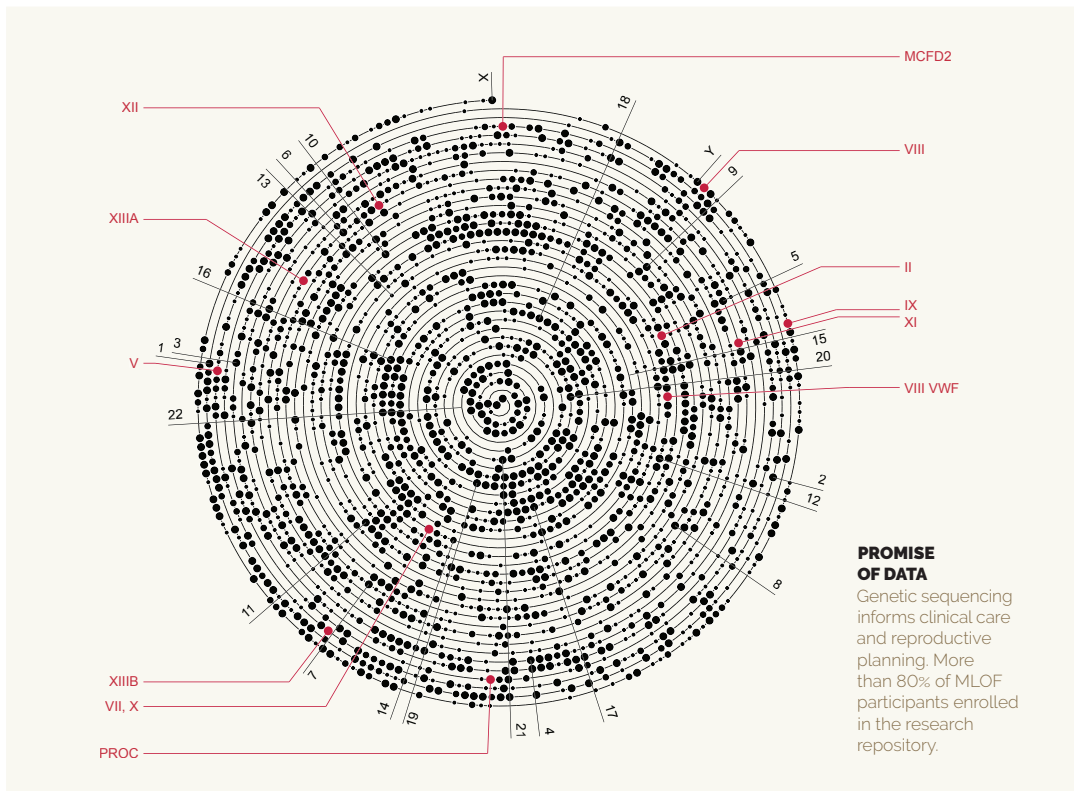 MCFD2
X
18
XII
10
Y
VIII
6
9
13
XIIIA
5
16
II
IX
XI
15
1
3
20
V
VIII VWF
22
2
12
PROMISE
OF DATA
Genetic sequencing
informs clinical care
and reproductive
planning. More
than 80% of MLOF
participants enrolled
in the research
repository.
8
11
7
XIIIB
VII, X
14
19
17
21
4
PROC